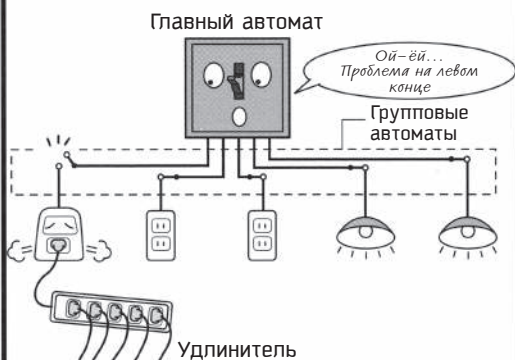 Главный автомат
Ой-ёй...
Проблема на левом
конце
Групповые
автоматы
Удлинитель